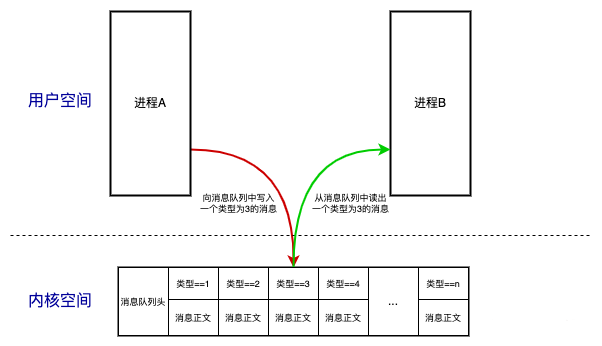 进程A
进程B
用户空间
向消息队列中写入
一个类型为3的消息
从消息队列中读出
一个类型为3的消息
内核空间
消息队列头
类型==1
类型==2
类型==3
类型==4
...
类型==n
消息正文
消息正文
消息正文
消息正文
消息正文